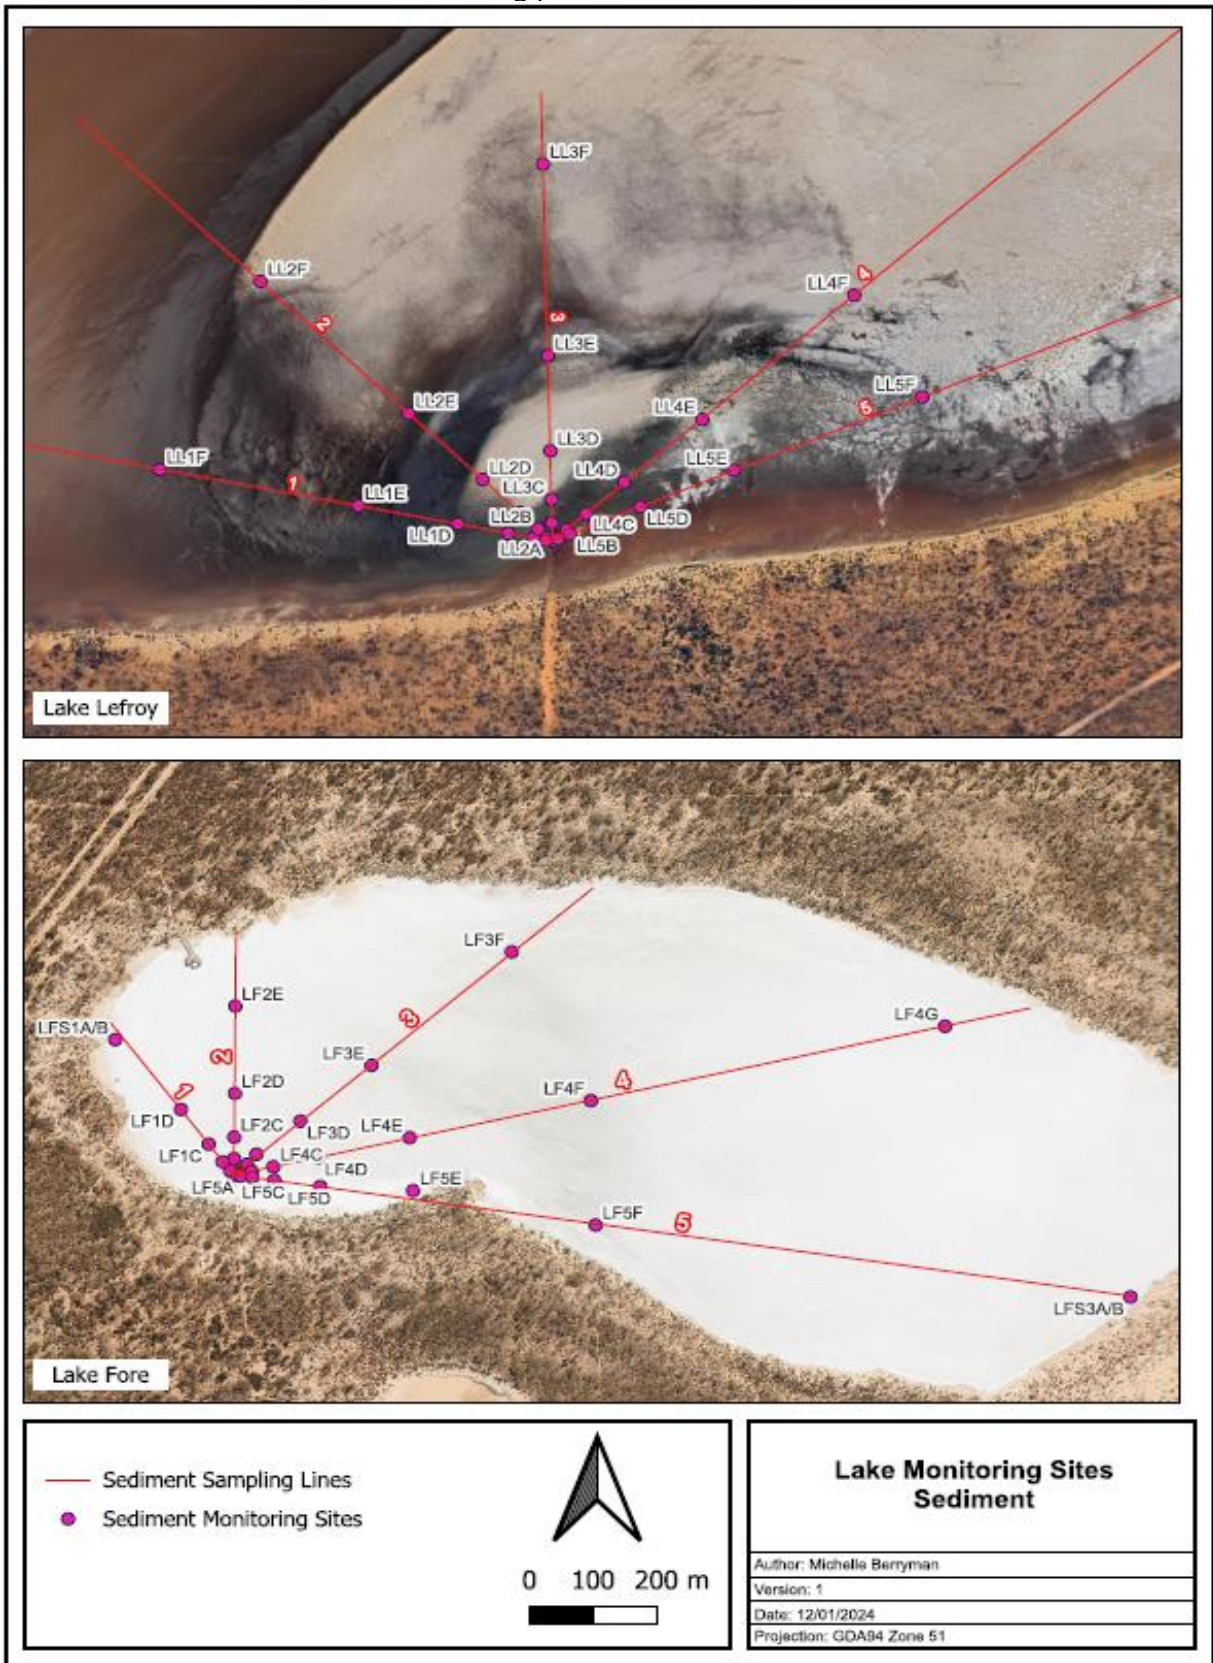 LL3F
LL2F
4
LL4F
2
3
LL3E
LL5F
LL2E
5
LL4E
LL3D
LL1F
LL5E
LL2D
LL4D
1
LL3C
LL1E
LL5D
LL2B
LL4C
LL1D
LL2A
LL5B
Lake Lefroy
LF3F
LF2E
LF4G
3
LFS1A/B
2
LF3E
4
LF2D
LF4F
1
LF1D
LF2C
LF3D
LF4E
LF1C
LF4C
LF4D
LF5A
LF5C
LF5D
LF5E
LF5F
5
LFS3A/B
Lake Fore
Sediment Sampling Lines
Sediment Monitoring Sites
0 100 200 m
Lake Monitoring Sites
Sediment
Author: Michelle Berryman
Version: 1
Date: 12/01/2024
Projection: GDA94 Zone 51